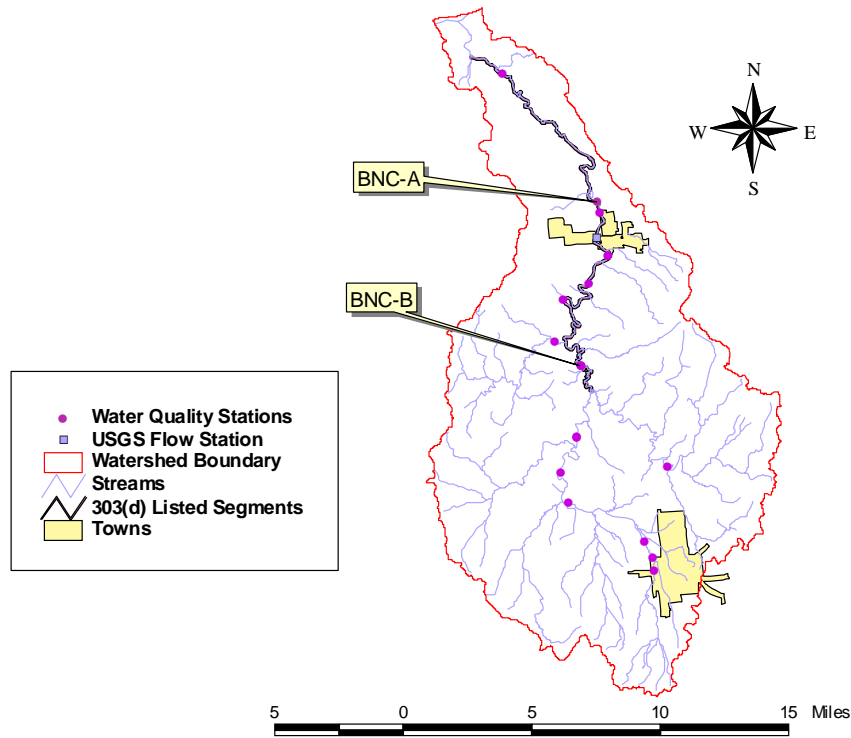 N
W
E
S
BNC-A
BNC-B
Water Quality Stations
USGS Flow Station
Watershed Boundary
Streams
303(d) Listed Segments
Towns
5 0 5 10 15 Miles